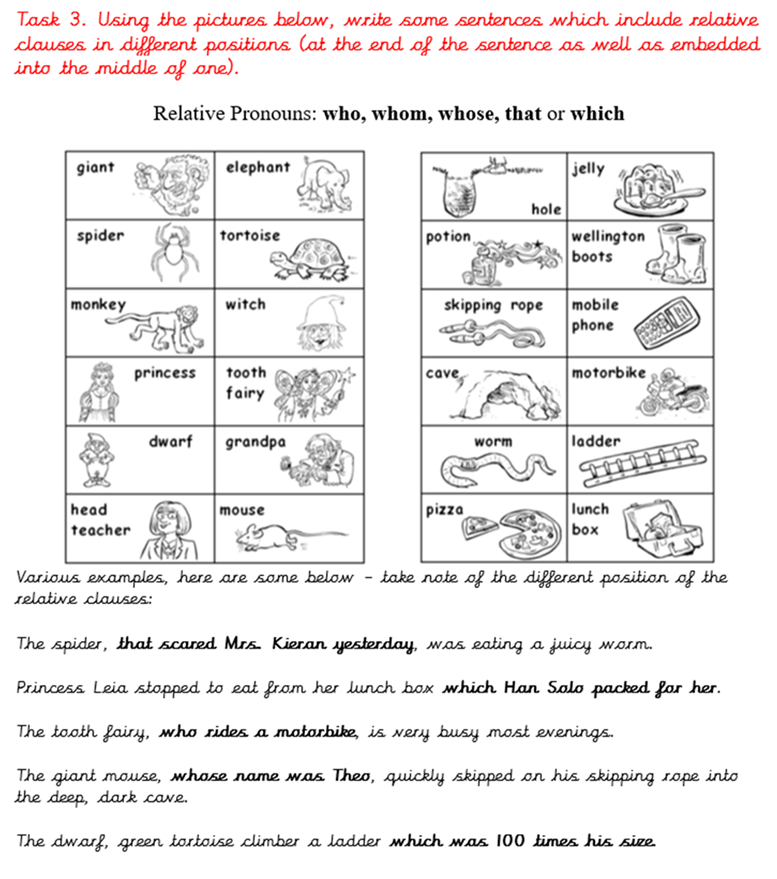 Task 3. Using the pictures below, write some sentences which include relative
clauses in different positions (at the end of the sentence as well as embedded
into the middle of one).
Relative Pronouns: who, whom, whose, that or which
giant
elephant
spider
tortoise
monkey
witch
princess
tooth
fairy
dwarf
grandpa
head
teacher
mouse
hole
jelly
potion
wellington
boots
skipping rope
mobile
phone
cave
motorbike
worm
ladder
pizza
lunch
box
Various examples, here are some below - take note of the different position of the
relative clauses:
The spider, that scared Mrs. Kieran yesterday, was eating a juicy worm.
Princess Leia stopped to eat from her lunch box which Han Solo packed for her.
The tooth fairy, who rides a motorbike, is very busy most evenings.
The giant mouse, whose name was Theo, quickly skipped on his skipping rope into
the deep, dark cave.
The dwarf, green tortoise climber a ladder which was 100 times his size.